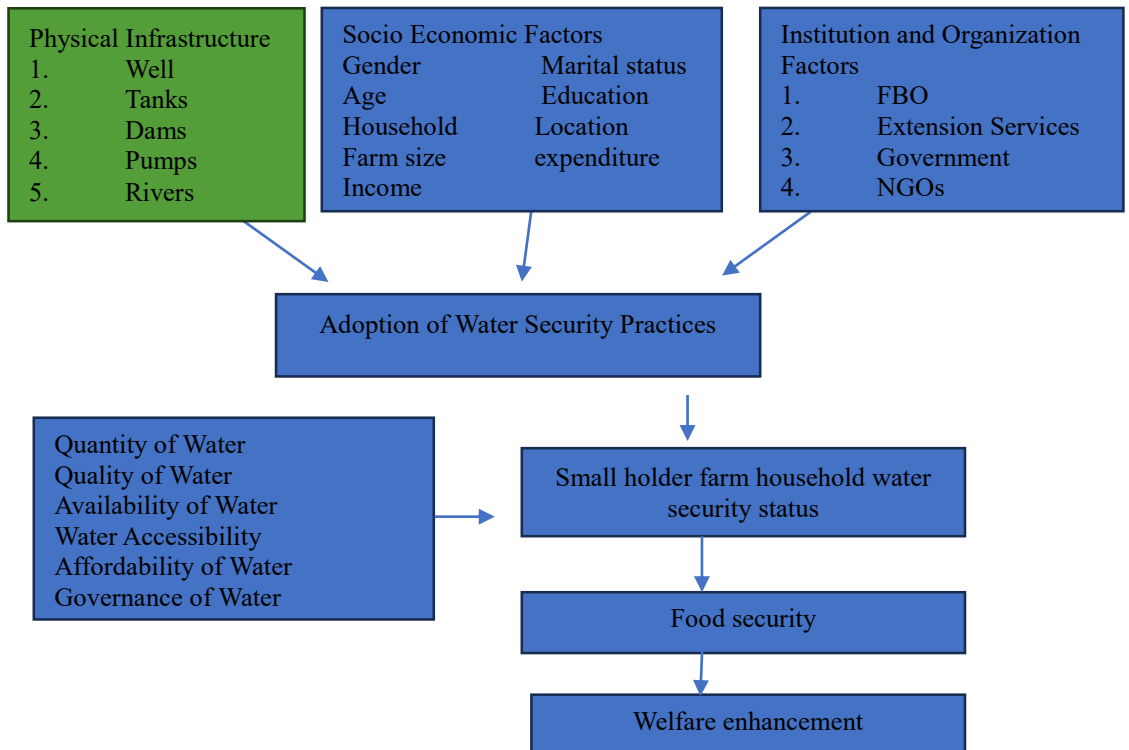 Physical Infrastructure
1. Well
2. Tanks
3. Dams
4. Pumps
5. Rivers
Socio Economic Factors
Gender Marital status
Age Education
Household Location
Farm size expenditure
Income
Institution and Organization
Factors
1. FBO
2. Extension Services
3. Government
4. NGOs
Adoption of Water Security Practices
Quantity of Water
Quality of Water
Availability of Water
Water Accessibility
Affordability of Water
Governance of Water
Small holder farm household water
security status
Food security
Welfare enhancement